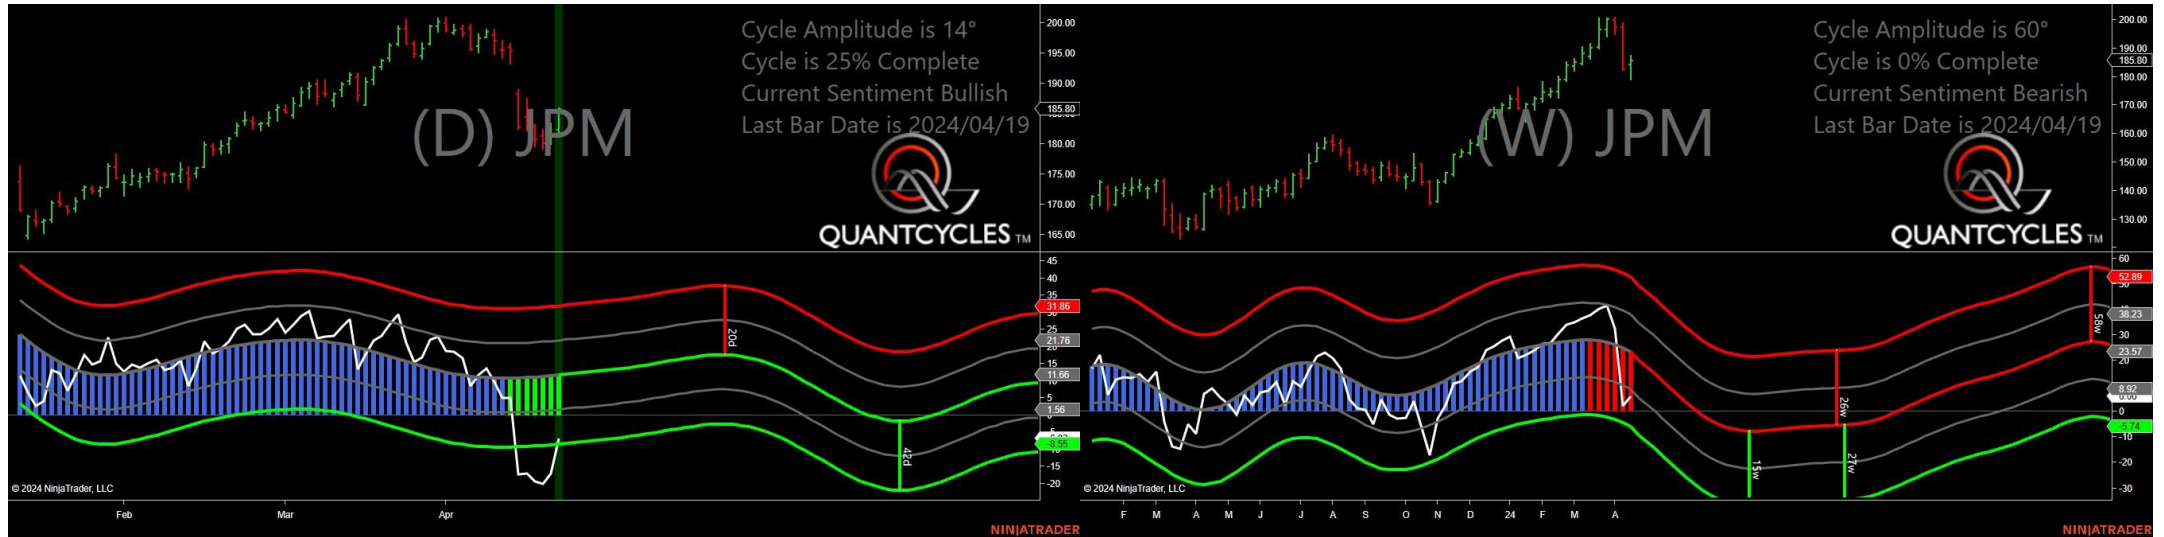 Cycle Amplitude is 14°
Cycle is 25% Complete
Current Sentiment Bullish
Last Bar Date is 2024/04/19
(D) JPM
QUANTCYCLES TM
200.00
195.00
190.00
185.80
180.00
175.00
170.00
165.00
45
40
35
31.86
25
21.76
15
11.66
5
1.56
-8.55
-15
-20
20d
42d
© 2024 NinjaTrader, LLC
Feb Mar Apr
NINJATRADER
Cycle Amplitude is 60°
Cycle is 0% Complete
Current Sentiment Bearish
Last Bar Date is 2024/04/19
(W) JPM
QUANTCYCLES TM
200.00
190.00
185.80
180.00
170.00
160.00
150.00
140.00
130.00
60
52.89
50
38.23
30
23.57
20
8.92
0
-5.74
-10
-20
-30
58w
26w
15w
27w
© 2024 NinjaTrader, LLC
F M A M J J A S O N D 24 F M A
NINJATRADER